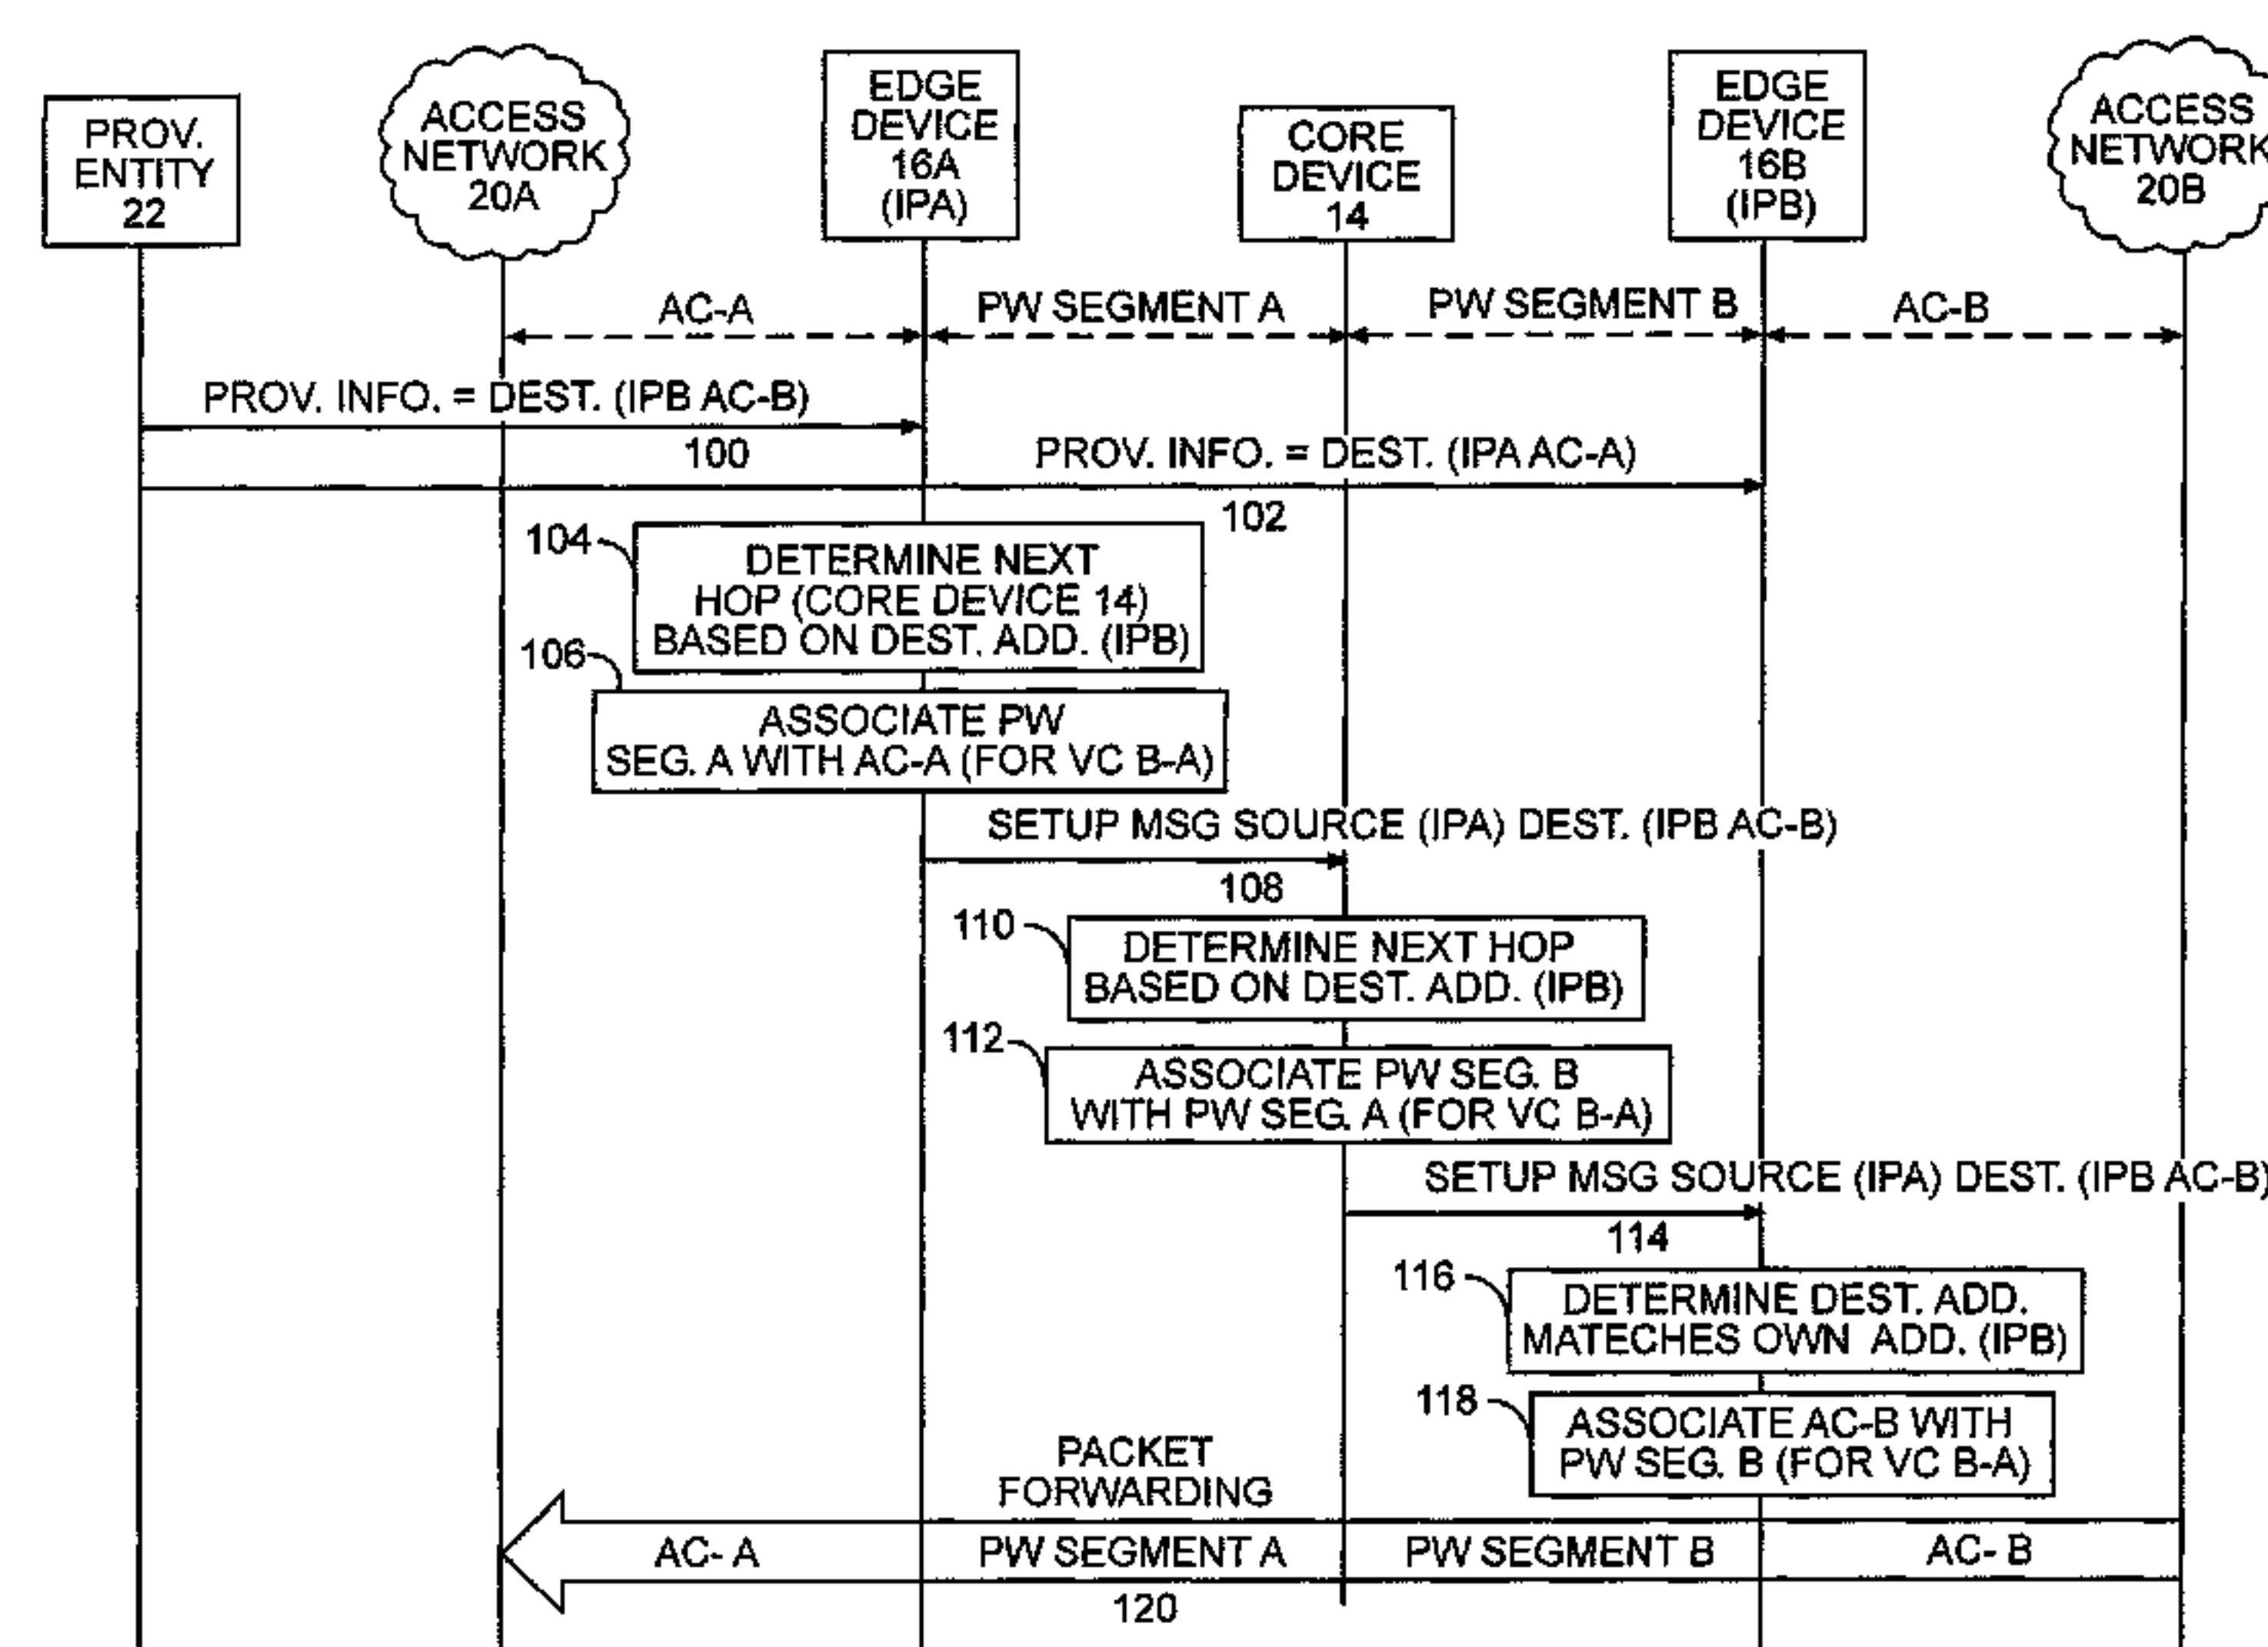 PROV.
ENTITY
22
ACCESS
NETWORK
20A
EDGE
DEVICE
16A
(IPA)
CORE
DEVICE
14
EDGE
DEVICE
16B
(IPB)
ACCESS
NETWORK
20B
AC-A
PW SEGMENT A
PW SEGMENT B
AC-B
PROV. INFO. = DEST. (IPB AC-B)
100
PROV. INFO. = DEST. (IPA AC-A)
102
104
DETERMINE NEXT
HOP (CORE DEVICE 14)
BASED ON DEST. ADD. (IPB)
106
ASSOCIATE PW
SEG. A WITH AC-A (FOR VC B-A)
SETUP MSG SOURCE (IPA) DEST. (IPB AC-B)
108
110
DETERMINE NEXT HOP
BASED ON DEST. ADD. (IPB)
112
ASSOCIATE PW SEG. B
WITH PW SEG. A (FOR VC B-A)
SETUP MSG SOURCE (IPA) DEST. (IPB AC-B)
114
116
DETERMINE DEST. ADD.
MATECHES OWN ADD. (IPB)
118
ASSOCIATE AC-B WITH
PW SEG. B (FOR VC B-A)
PACKET
FORWARDING
AC- A
PW SEGMENT A
PW SEGMENT B
AC- B
120